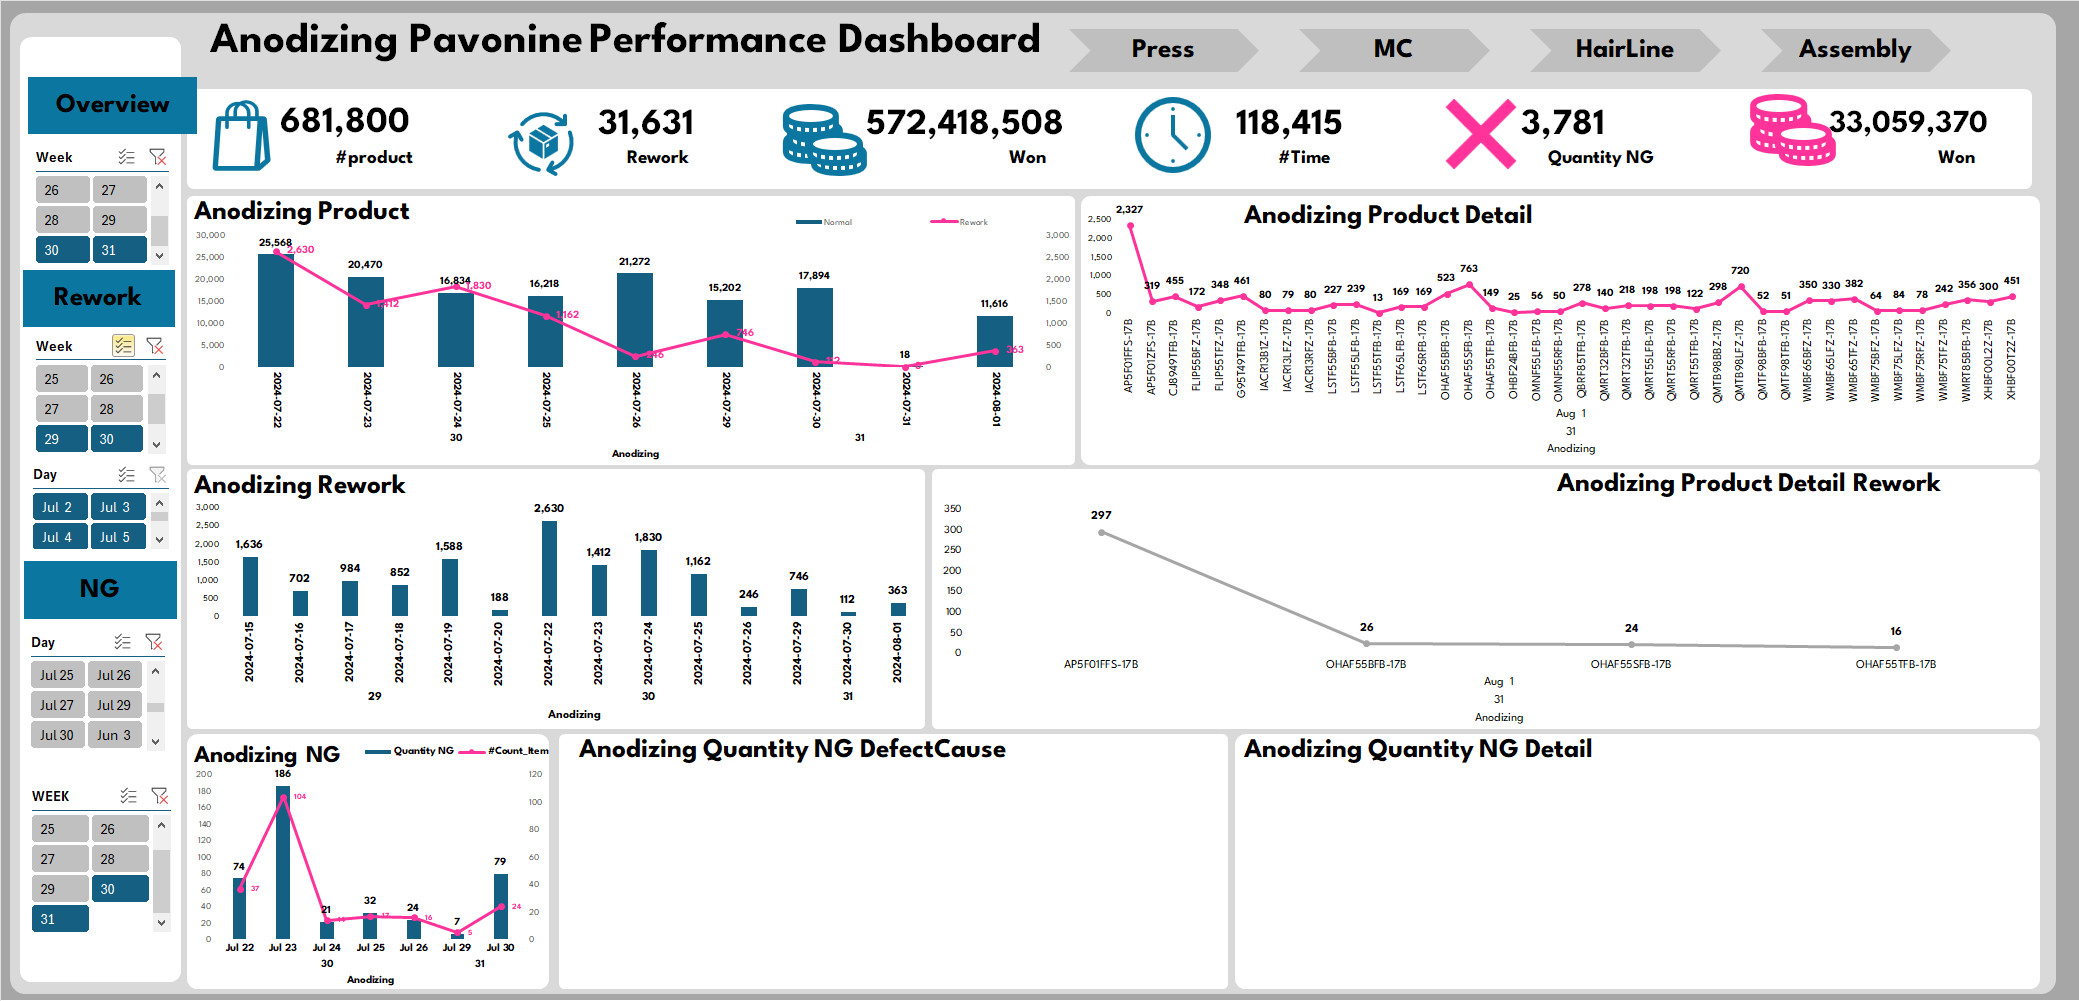 Anodizing Pavonine Performance Dashboard
Press
MC
HairLine
Assembly
Overview
681,800
#product
31,631
Rework
572,418,508
Won
118,415
#Time
3,781
Quantity NG
33,059,370
Won
Week
26 27
28 29
30 31
Rework
Week
25 26
27 28
29 30
Day
Jul 2 Jul 3
Jul 4 Jul 5
NG
Day
Jul 25 Jul 26
Jul 27 Jul 29
Jul 30 Jun 3
WEEK
25 26
27 28
29 30
31
Anodizing Product
Normal Rework
30,000
25,000
20,000
15,000
10,000
5,000
0
3,000
2,500
2,000
1,500
1,000
500
0
25,568 20,470 16,834 16,218 21,272 15,202 17,894 18 11,616
2,630 1,412 1,830 1,162 246 746 112 363
2024-07-22
2024-07-23
2024-07-24
2024-07-25
2024-07-26
2024-07-29
2024-07-30
2024-07-31
2024-08-01
30 31
Anodizing
Anodizing Product Detail
2,500
2,000
1,500
1,000
500
0
2,327 319 455 172 348 461 80 79 80 227 239 13 169 169 523 763 149 25 56 50 278 140 218 198 198 122 298 720 52 51 350 330 382 64 84 78 242 356 300 451
AP5F01FFS-17B
AP5F01ZFS-17B
CJ8949TFB-17B
FLIP55BFZ-17B
FLIP55TFZ-17B
G95T49TFB-17B
IACR13B1Z-17B
IACR13LFZ-17B
IACR13RFZ-17B
LSTF55BFB-17B
LSTF55LFB-17B
LSTF55TFB-17B
LSTF65LFB-17B
LSTF65RFB-17B
OHAF55BFB-17B
OHAF55SFB-17B
OHAF55TFB-17B
OHBF24BFB-17B
OMNF55LFB-17B
OMNF55RFB-17B
QBRF85TFB-17B
QMRT32BFB-17B
QMRT32TFB-17B
QMRT55LFB-17B
QMRT55RFB-17B
QMRT55TFB-17B
QMTB98BBZ-17B
QMTB98LFZ-17B
QMTF98BFB-17B
QMTF98TFB-17B
WMBF65BFZ-17B
WMBF65LFZ-17B
WMBF65TFZ-17B
WMBF75BFZ-17B
WMBF75LFZ-17B
WMBF75RFZ-17B
WMBF75TFZ-17B
WMRT85BFB-17B
XHBF00L2Z-17B
XHBF00T2Z-17B
Aug 1
31
Anodizing
Anodizing Rework
3,000
2,500
2,000
1,500
1,000
500
0
1,636 702 984 852 1,588 188 2,630 1,412 1,830 1,162 246 746 112 363
2024-07-15
2024-07-16
2024-07-17
2024-07-18
2024-07-19
2024-07-20
2024-07-22
2024-07-23
2024-07-24
2024-07-25
2024-07-26
2024-07-29
2024-07-30
2024-08-01
29 30 31
Anodizing
Anodizing Product Detail Rework
350
300
250
200
150
100
50
0
297 26 24 16
AP5F01FFS-17B OHAF55BFB-17B OHAF55SFB-17B OHAF55TFB-17B
Aug 1
31
Anodizing
Anodizing NG
Quantity NG #Count_Item
200
180
160
140
120
100
80
60
40
20
0
120
100
80
60
40
20
0
74 186 21 32 24 7 79
37 104 17 16 5 24
Jul 22 Jul 23 Jul 24 Jul 25 Jul 26 Jul 29 Jul 30
30 31
Anodizing
Anodizing Quantity NG DefectCause
Anodizing Quantity NG Detail